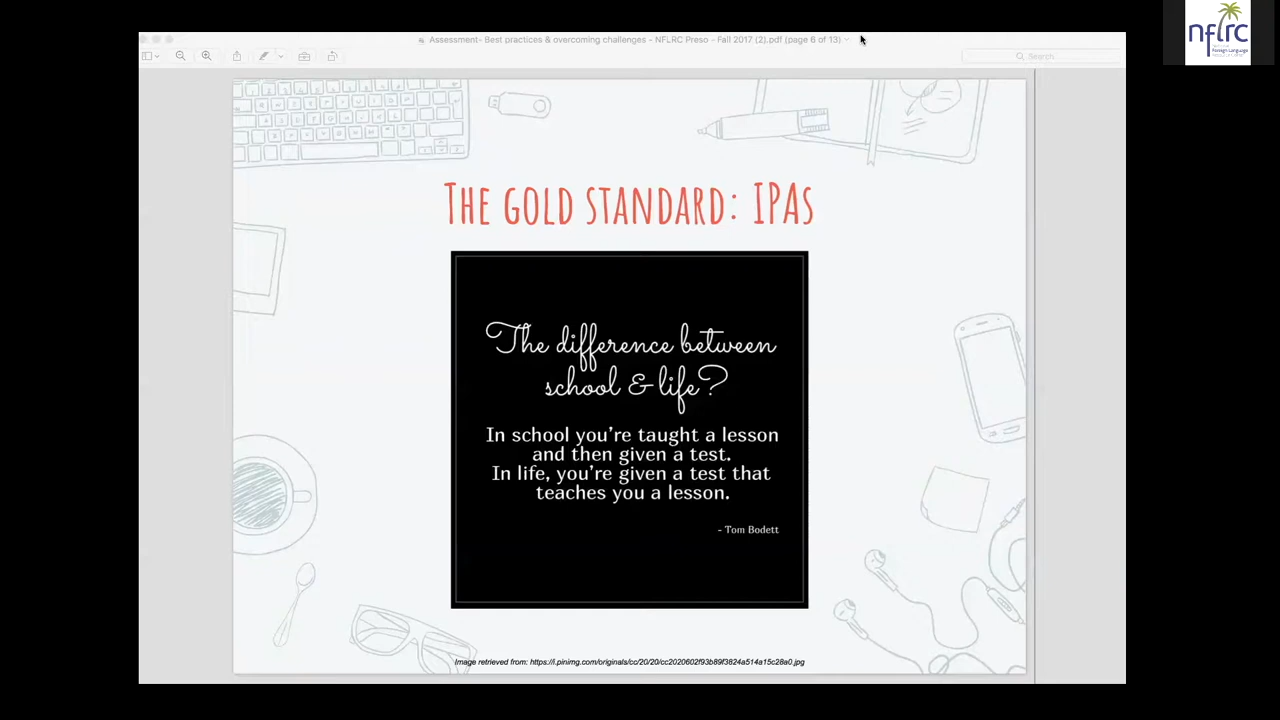 Assessment- Best practices & overcoming challenges - NFLRC Preso - Fall 2017 (2).pdf (page 6 of 13)
Search
nflrc
Foreign Language
THE GOLD STANDARD: IPAS
The difference between
school & life?
In school you're taught a lesson
and then given a test.
In life, you're given a test that
teaches you a lesson.
- Tom Bodett
Image retrieved from: https://i.pinimg.com/originals/cc/20/20/cc2020602f93b89f3824a514a15c28a0.jpg